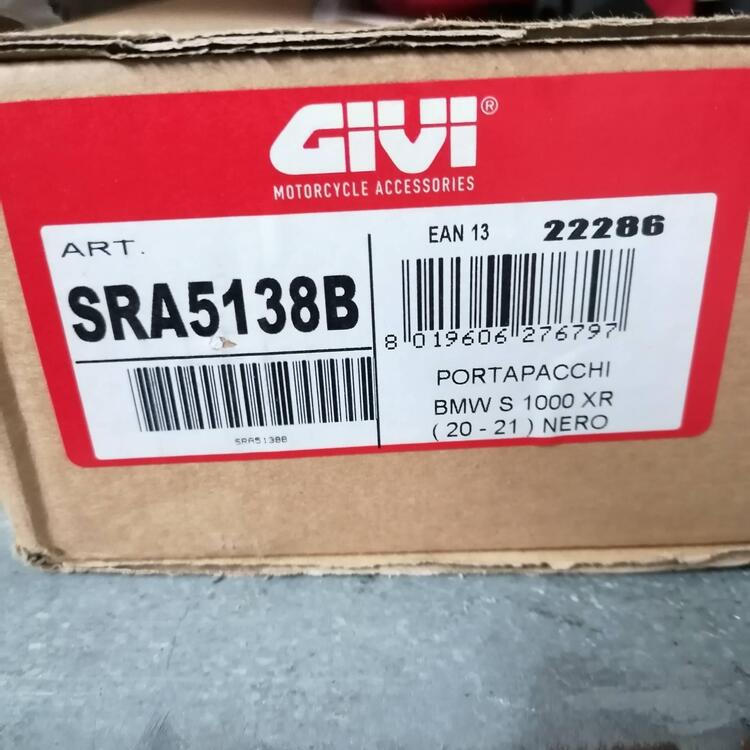 GIVI®
MOTORCYCLE ACCESSORIES
ART.
SRA5138B
SRA5138B
EAN 13 22286
8 019606 276797
PORTAPACCHI
BMW S 1000 XR
( 20 - 21 ) NERO